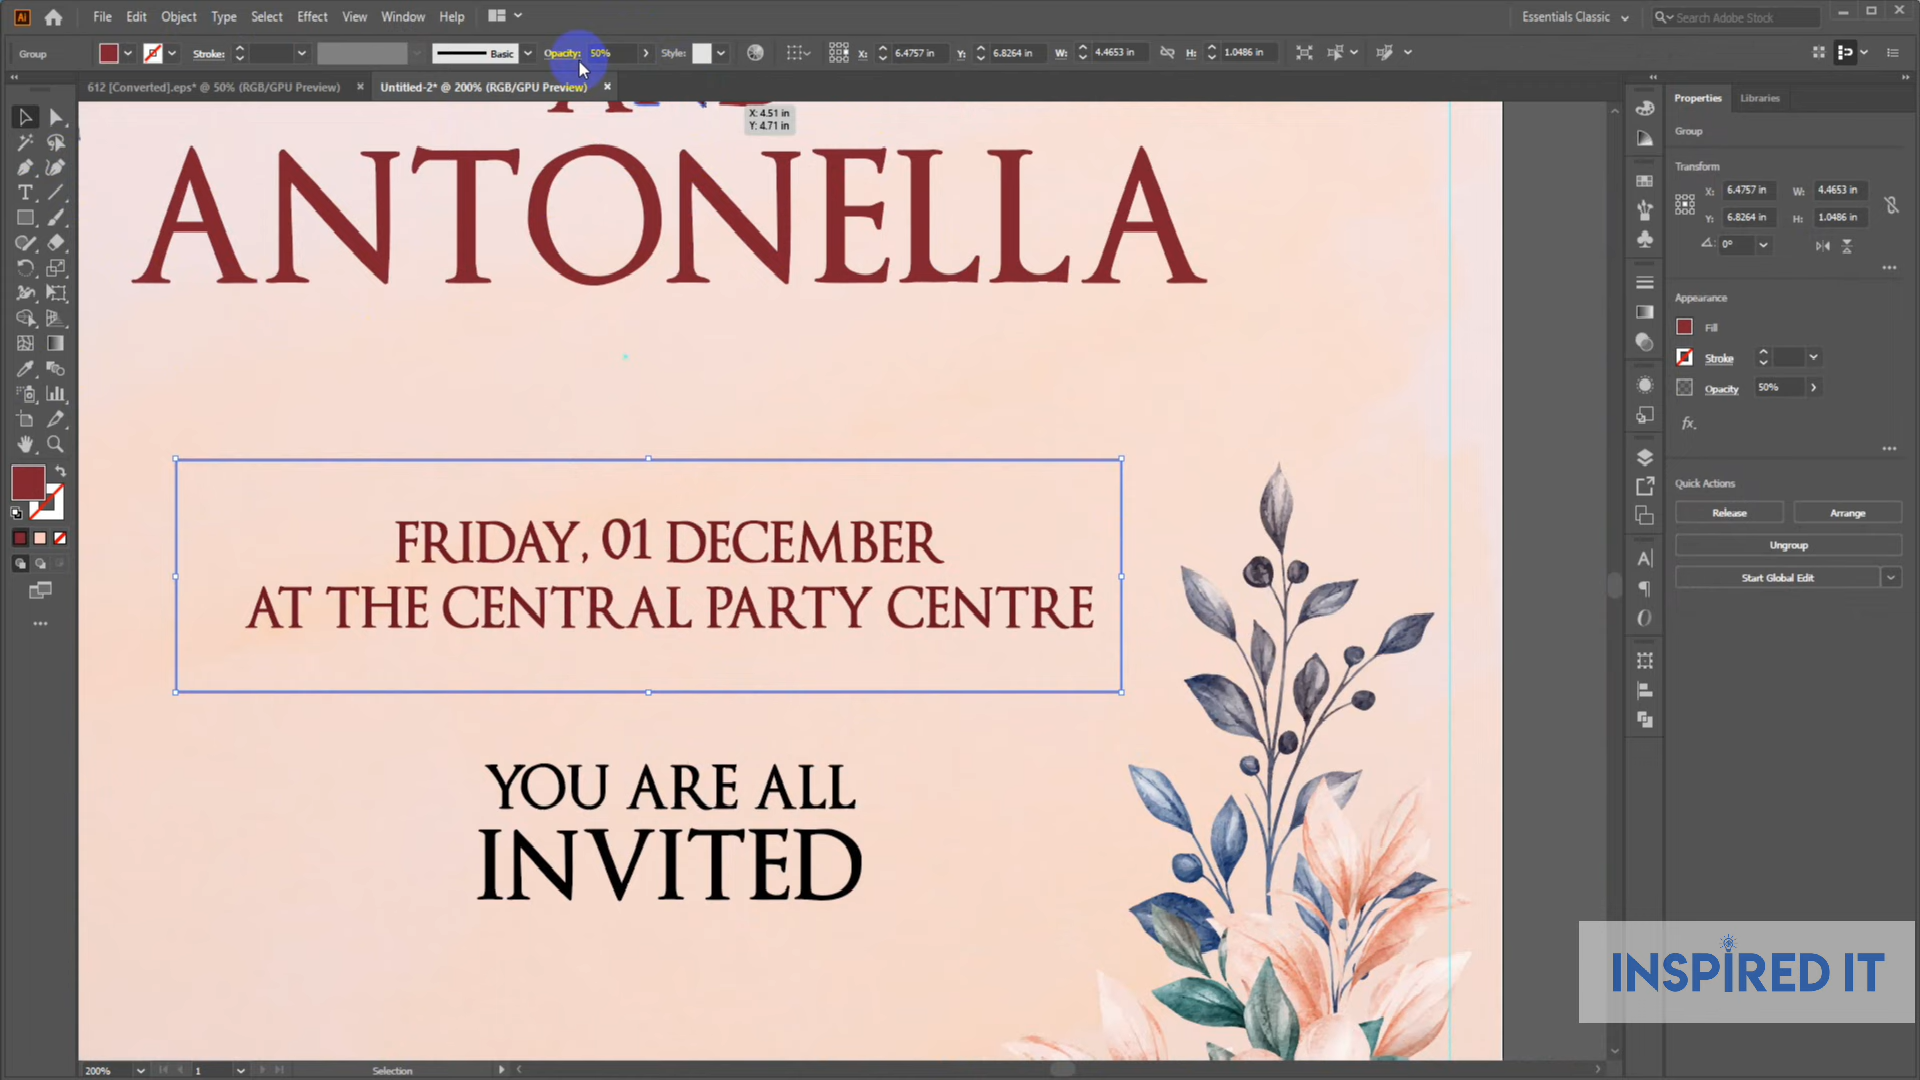 File Edit Object Type Select Effect View Window Help
Essentials Classic
Search Adobe Stock
Group
Stroke:
Basic
Opacity: 50%
Style:
X: 6.4757 in
Y: 6.8264 in
W: 4.4653 in
H: 1.0486 in
612 [Converted].eps* @ 50% (RGB/GPU Preview)
Untitled-2* @ 200% (RGB/GPU Preview)
X: 4.51 in
Y: 4.71 in
ANTONELLA
FRIDAY, 01 DECEMBER
AT THE CENTRAL PARTY CENTRE
YOU ARE ALL
INVITED
Properties Libraries
Group
Transform
X: 6.4757 in W: 4.4653 in
Y: 6.8264 in H: 1.0486 in
0°
Appearance
Fill
Stroke
Opacity 50%
fx
Quick Actions
Release Arrange
Ungroup
Start Global Edit
INSPIRED IT
200% 1 Selection